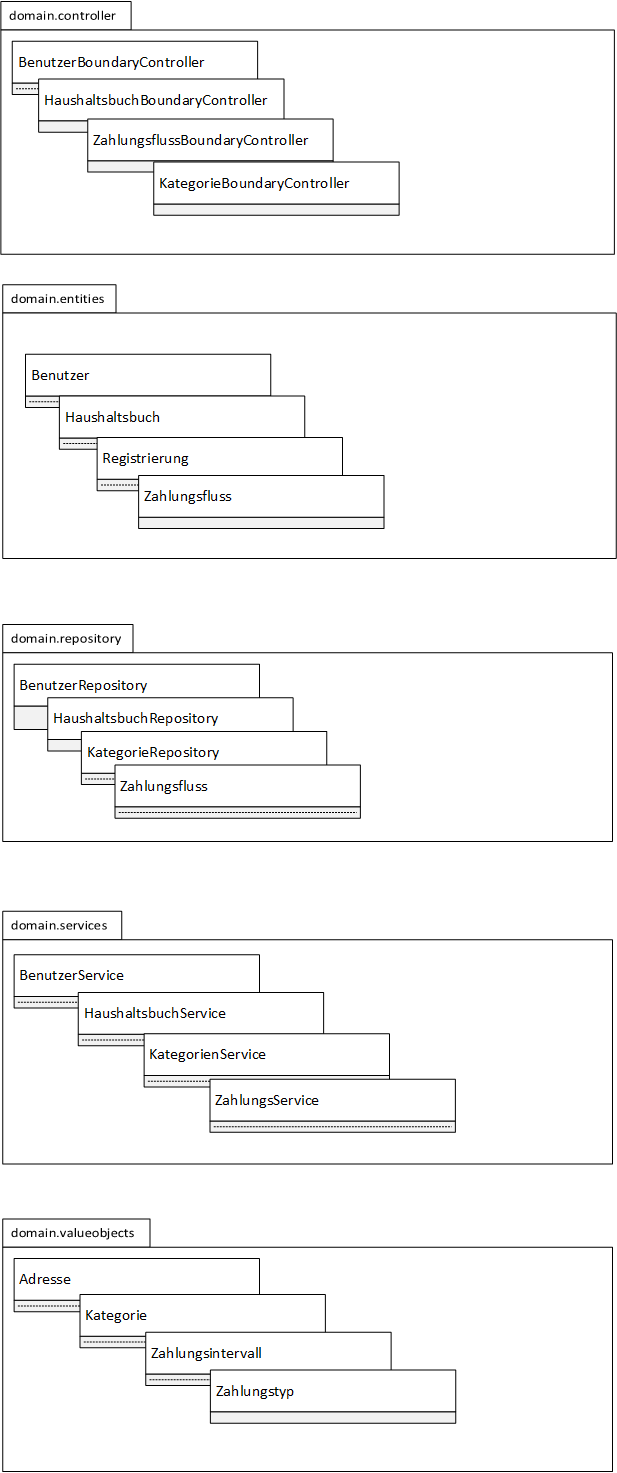 domain.controller
BenutzerBoundaryController
HaushaltsbuchBoundaryController
ZahlungsflussBoundaryController
KategorieBoundaryController
domain.entities
Benutzer
Haushaltsbuch
Registrierung
Zahlungsfluss
domain.repository
BenutzerRepository
HaushaltsbuchRepository
KategorieRepository
Zahlungsfluss
domain.services
BenutzerService
HaushaltsbuchService
KategorienService
ZahlungsService
domain.valueobjects
Adresse
Kategorie
Zahlungsintervall
Zahlungstyp